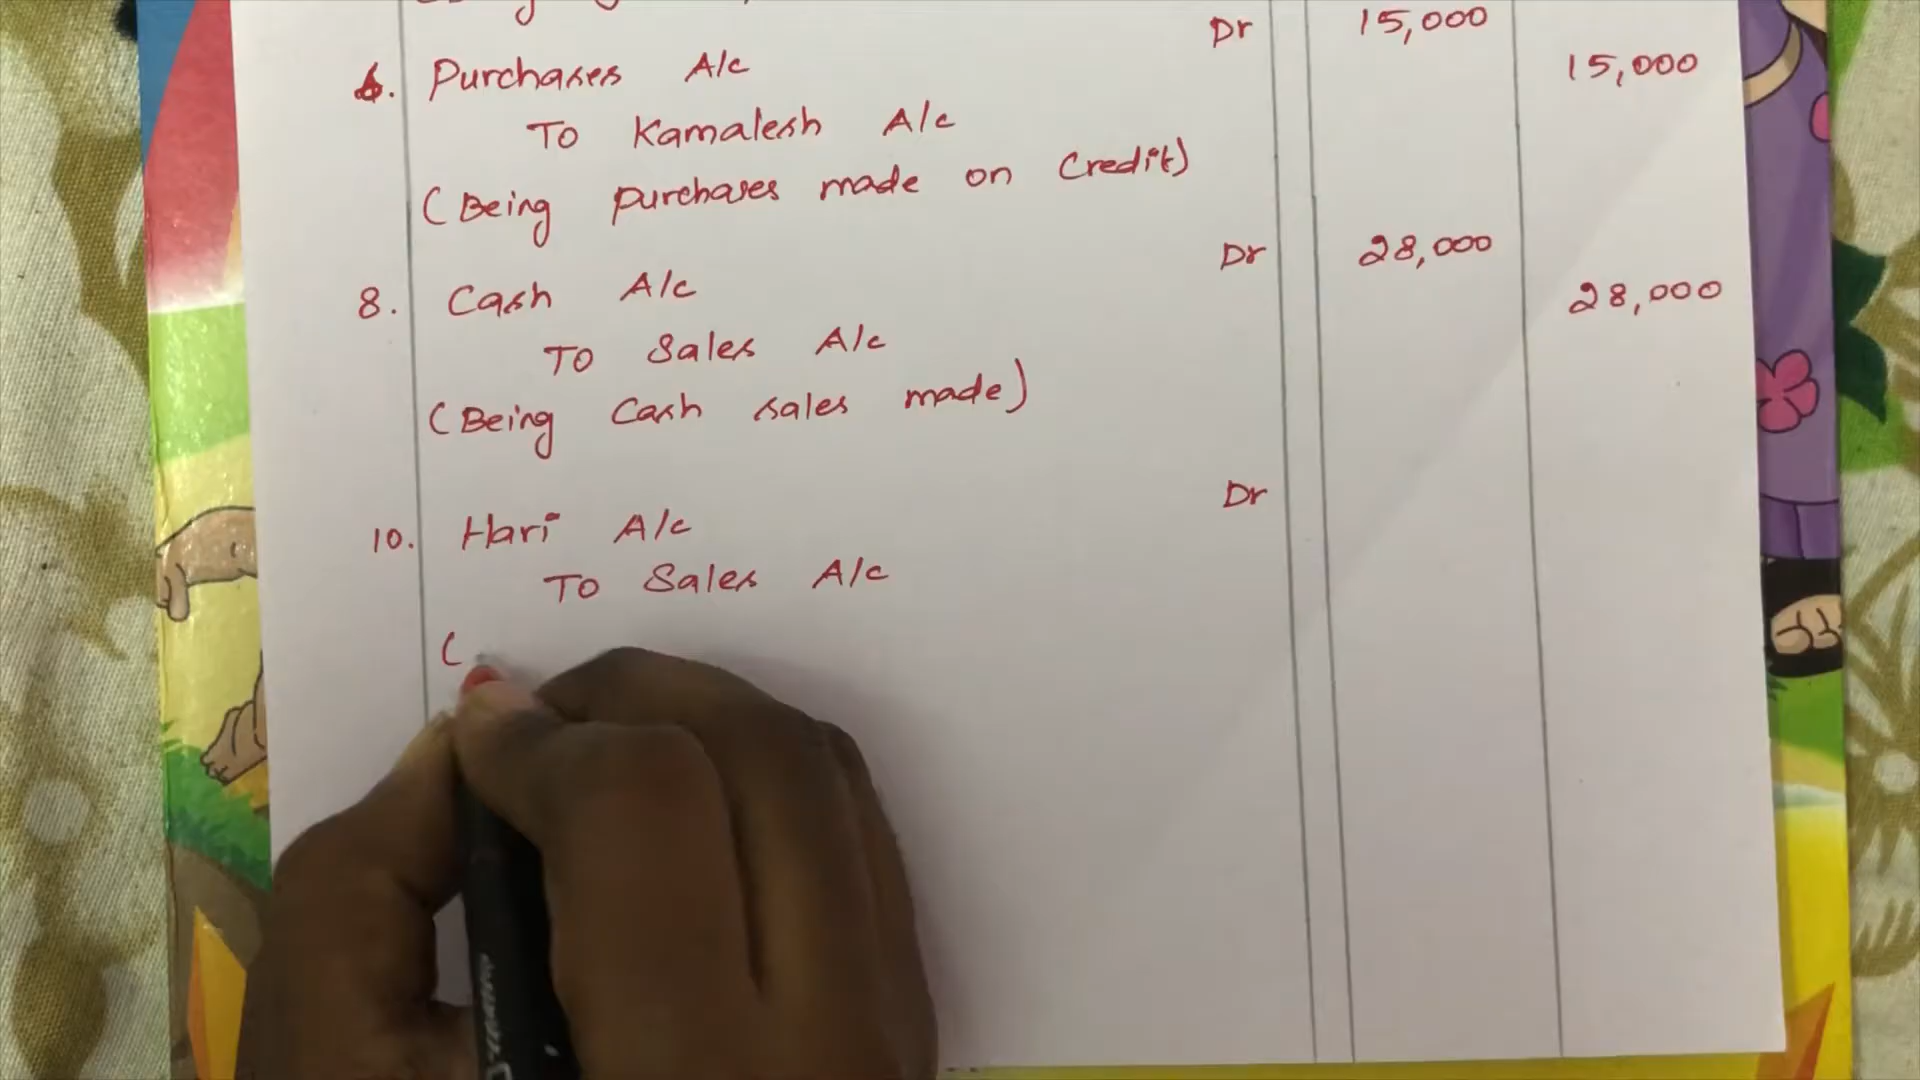 Dr 15,000
6. Purchases A/c 15,000
To Kamalesh A/c
(Being purchases made on credit)
Dr 28,000
8. Cash A/c 28,000
To Sales A/c
(Being Cash sales made)
Dr
10. Hari A/c
To Sales A/c
(